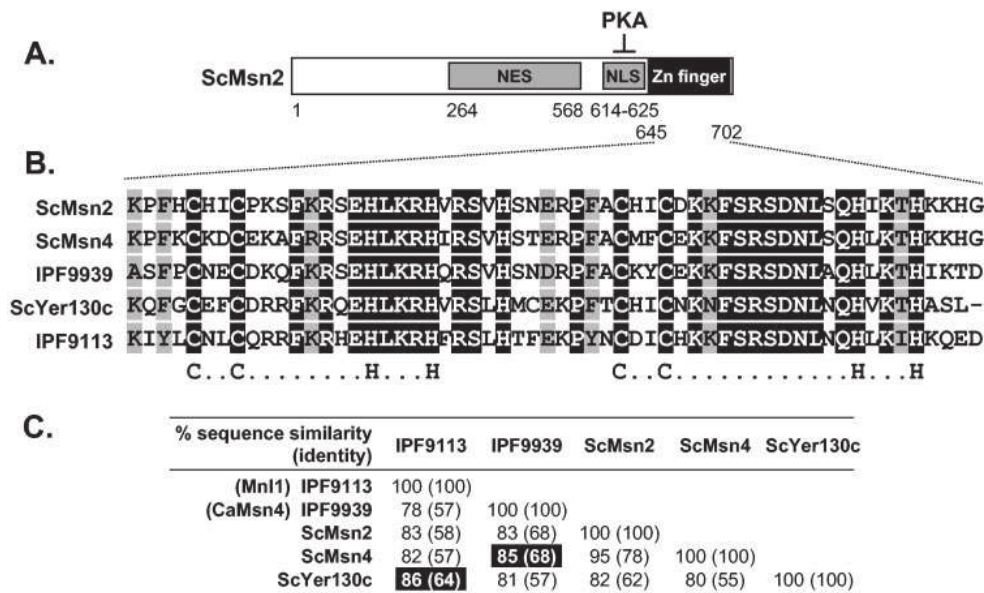 PKA
A.
ScMsn2 NES NLS Zn finger
1 264 568 614-625
645 702
B.
ScMsn2 KPFHCHICPKSFKRSEHLKRHVRSVHSNERPFACHICDKKFSRSDNLSQHIKTHKKHG
ScMsn4 KPFKCKDCEKAFRRSEHLKRHIRSVHSTERPFACMFCEKKFSRSDNLSQHLKTHKKHG
IPF9939 ASFPCNECDKQFKRSEHLKRHQRSVHSNDRPFACKYCEKKFSRSDNLAQHLKTHIKTD
ScYer130c KQFGCEFCDRRFKRQEHLKRHVRSLHMCEKPFTCHICNKNFSRSDNLNQHVKTHASL-
IPF9113 KIYLCNLCQRRFKRHEHLKRHFRSLHTFEKPYNCDICHKKFSRSDNLSQHLKIHKQED
C..C........H...H............C..C............H...H
C.
% sequence similarity (identity) IPF9113 IPF9939 ScMsn2 ScMsn4 ScYer130c
(Mnl1) IPF9113 100 (100)
(CaMsn4) IPF9939 78 (57) 100 (100)
ScMsn2 83 (58) 83 (68) 100 (100)
ScMsn4 82 (57) 85 (68) 95 (78) 100 (100)
ScYer130c 86 (64) 81 (57) 82 (62) 80 (55) 100 (100)